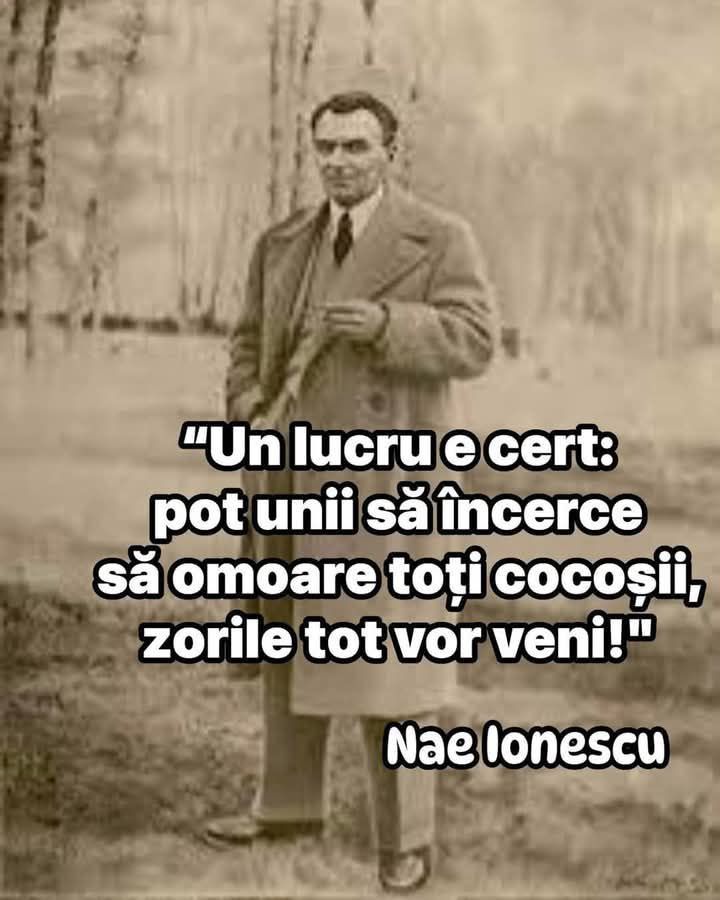 “Un lucru e cert:
pot unii să încerce
să omoare toți cocoșii,
zorile tot vor veni!"
Nae Ionescu